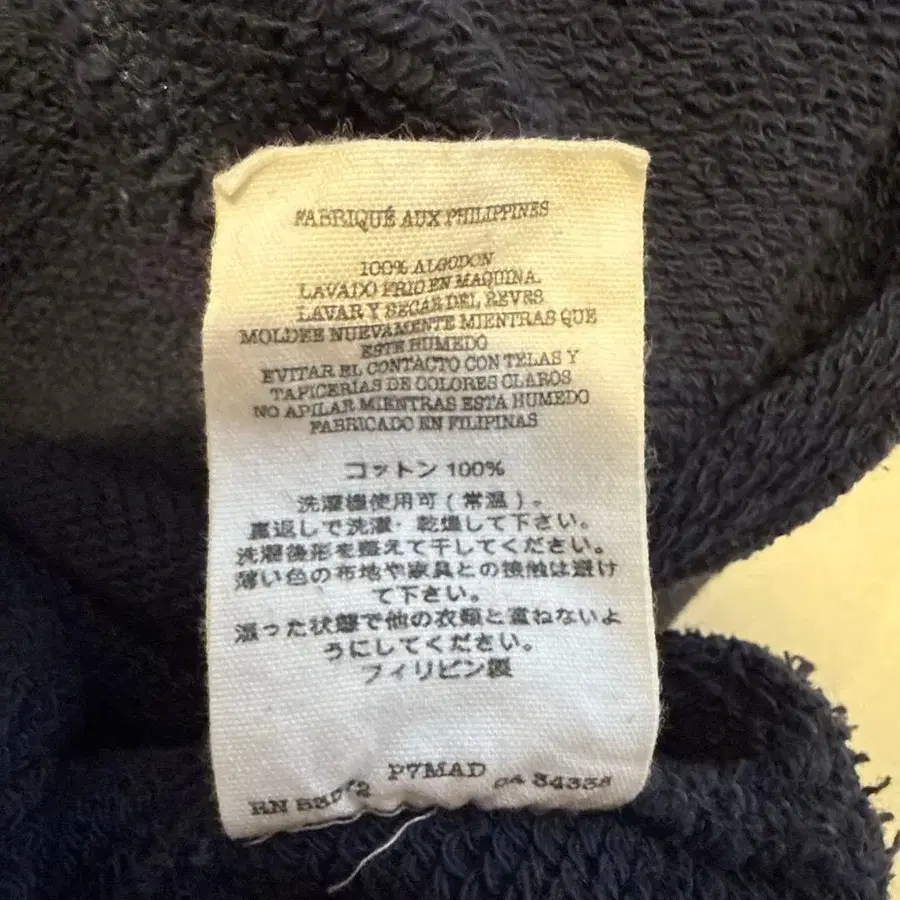 FABRIQUÉ AUX PHILIPPINES
100% ALGODON
LAVADO FRIO EN MAQUINA.
LAVAR Y SECAR DEL REVES
MOLDEE NUEVAMENTE MIENTRAS QUE
ESTE HUMEDO
EVITAR EL CONTACTO CON TELAS Y
TAPICERIAS DE COLORES CLAROS
NO APILAR MIENTRAS ESTA HUMEDO
FABRICADO EN FILIPINAS
コットン 100%
洗濯機使用可(常温)。
裏返しで洗濯・乾燥して下さい。
洗濯後形を整えて干してください。
薄い色の布地や家具との接触は避け
て下さい。
湿った状態で他の衣類と重ねないよ
うにしてください。
フィリピン製
P7MAD
RN